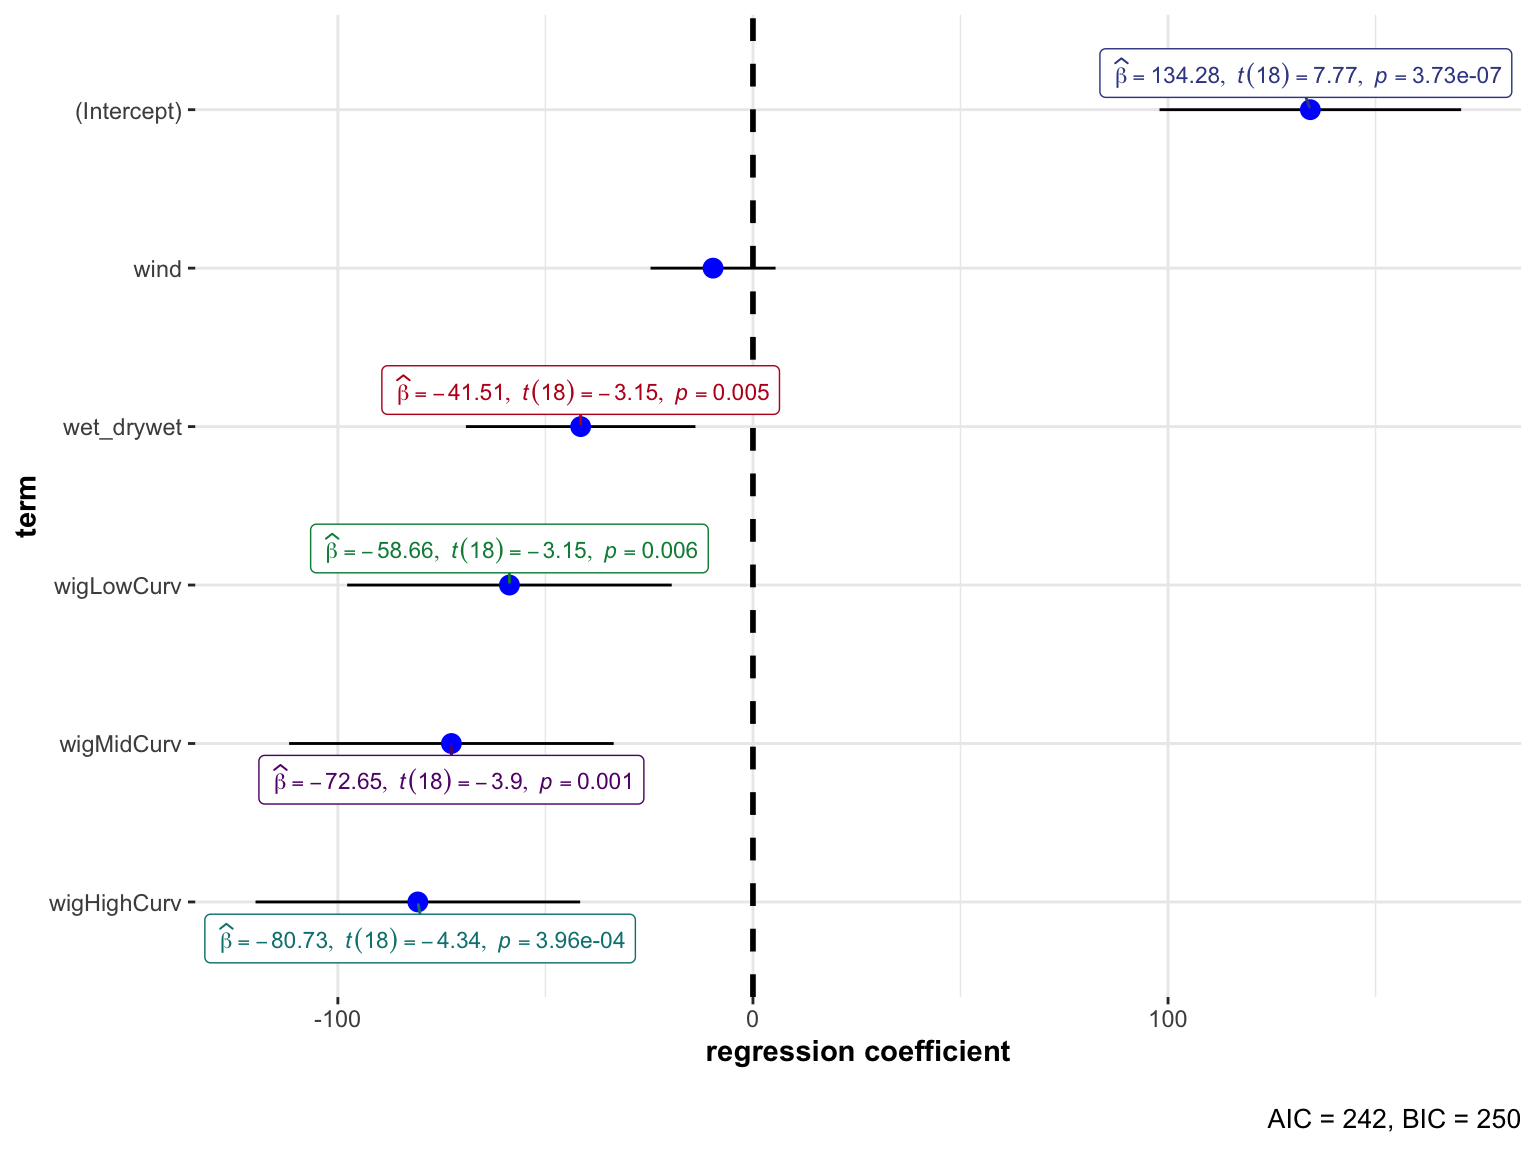 β̂ = 134.28, t(18) = 7.77, p = 3.73e-07
(Intercept)
wind
β̂ = −41.51, t(18) = −3.15, p = 0.005
wet_drywet
β̂ = −58.66, t(18) = −3.15, p = 0.006
wigLowCurv
wigMidCurv
β̂ = −72.65, t(18) = −3.9, p = 0.001
wigHighCurv
β̂ = −80.73, t(18) = −4.34, p = 3.96e-04
term
-100 0 100
regression coefficient
AIC = 242, BIC = 250